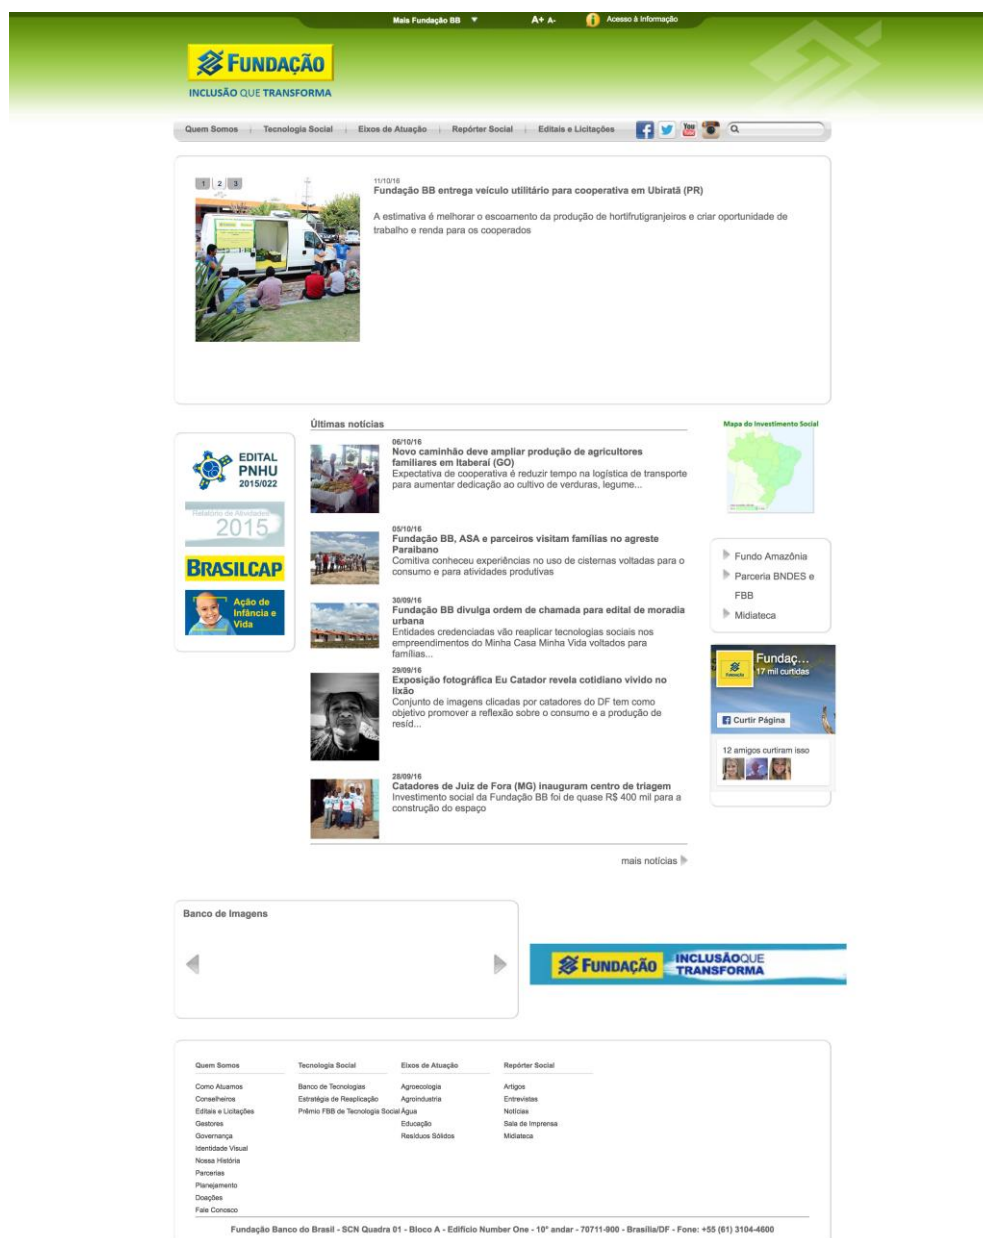 Mais Fundação BB
A+ A-
Acesso à Informação
FUNDAÇÃO
INCLUSÃO QUE TRANSFORMA
Quem Somos
Tecnologia Social
Eixos de Atuação
Repórter Social
Editais e Licitações
You
1 2 3
11/10/16
Fundação BB entrega veículo utilitário para cooperativa em Ubiratã (PR)
A estimativa é melhorar o escoamento da produção de hortifrutigranjeiros e criar oportunidade de
trabalho e renda para os cooperados
EDITAL
PNHU
2015/022
Relatório de Atividades
2015
BRASILCAP
Ação de
Infância e
Vida
Últimas notícias
06/10/16
Novo caminhão deve ampliar produção de agricultores
familiares em Itaberaí (GO)
Expectativa de cooperativa é reduzir tempo na logística de transporte
para aumentar dedicação ao cultivo de verduras, legume...
05/10/16
Fundação BB, ASA e parceiros visitam famílias no agreste
Paraibano
Comitiva conheceu experiências no uso de cisternas voltadas para o
consumo e para atividades produtivas
30/09/16
Fundação BB divulga ordem de chamada para edital de moradia
urbana
Entidades credenciadas vão reaplicar tecnologias sociais nos
empreendimentos do Minha Casa Minha Vida voltados para
famílias...
29/09/16
Exposição fotográfica Eu Catador revela cotidiano vivido no
lixão
Conjunto de imagens clicadas por catadores do DF tem como
objetivo promover a reflexão sobre o consumo e a produção de
resíd...
28/09/16
Catadores de Juiz de Fora (MG) inauguram centro de triagem
Investimento social da Fundação BB foi de quase R$ 400 mil para a
construção do espaço
mais notícias
Mapa do Investimento Social
Fundo Amazônia
Parceria BNDES e
FBB
Midiateca
Fundaç...
17 mil curtidas
Curtir Página
12 amigos curtiram isso
Banco de Imagens
FUNDAÇÃO
INCLUSÃO QUE
TRANSFORMA
Quem Somos
Como Atuamos
Conselheiros
Editais e Licitações
Gestores
Governança
Identidade Visual
Nossa História
Parcerias
Planejamento
Doações
Fale Conosco
Tecnologia Social
Banco de Tecnologias
Estratégia de Reaplicação
Prêmio FBB de Tecnologia Social
Eixos de Atuação
Agroecologia
Agroindustria
Água
Educação
Resíduos Sólidos
Repórter Social
Artigos
Entrevistas
Notícias
Sala de Imprensa
Midiateca
Fundação Banco do Brasil - SCN Quadra 01 - Bloco A - Edifício Number One - 10° andar - 70711-900 - Brasília/DF - Fone: +55 (61) 3104-4600